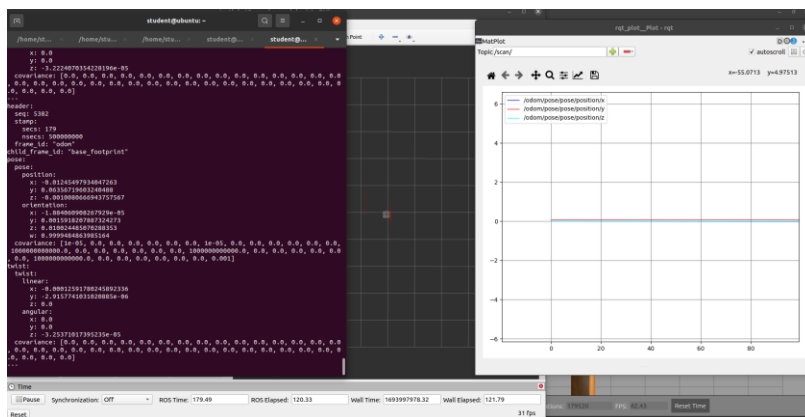 student@ubuntu: ~
/home/st...
/home/stu...
/home/stu...
student@...
student@...
x: 0.0
y: 0.0
z: -3.2224070354228196e-05
covariance: [0.0, 0.0, 0.0, 0.0, 0.0, 0.0, 0.0, 0.0, 0.0, 0.0, 0.0, 0.0, 0.0, 0.0
, 0.0, 0.0, 0.0, 0.0, 0.0, 0.0, 0.0, 0.0, 0.0, 0.0, 0.0, 0.0, 0.0, 0.0, 0.0, 0
.0, 0.0, 0.0, 0.0, 0.0]
---
header:
seq: 5382
stamp:
secs: 179
nsecs: 500000000
frame_id: "odom"
child_frame_id: "base_footprint"
pose:
pose:
position:
x: -0.01245497934047263
y: 0.06356719603240488
z: -0.0010080666943757567
orientation:
x: -1.884060908267929e-05
y: 0.0015918207887324273
z: 0.010024485078288353
w: 0.9999484863985164
covariance: [1e-05, 0.0, 0.0, 0.0, 0.0, 0.0, 0.0, 1e-05, 0.0, 0.0, 0.0, 0.0, 0.0,
1000000000000.0, 0.0, 0.0, 0.0, 0.0, 0.0, 0.0, 1000000000000.0, 0.0, 0.0, 0.0, 0.0, 0.0
, 0.0, 1000000000000.0, 0.0, 0.0, 0.0, 0.0, 0.0, 0.0, 0.001]
twist:
twist:
linear:
x: -0.00012591780245892336
y: -2.9157741031020885e-06
z: 0.0
angular:
x: 0.0
y: 0.0
z: -3.25371017395235e-05
covariance: [0.0, 0.0, 0.0, 0.0, 0.0, 0.0, 0.0, 0.0, 0.0, 0.0, 0.0, 0.0, 0.0, 0.0
, 0.0, 0.0, 0.0, 0.0, 0.0, 0.0, 0.0, 0.0, 0.0, 0.0, 0.0, 0.0, 0.0, 0.0, 0.0, 0
.0, 0.0, 0.0, 0.0, 0.0]
---
Point
rqt_plot__Plot - rqt
MatPlot
Topic /scan/
autoscroll
x=-55.0713 y=4.97513
/odom/pose/pose/position/x
/odom/pose/pose/position/y
/odom/pose/pose/position/z
6
4
2
0
−2
−4
−6
0 20 40 60 80
Time
Pause Synchronization: Off ROS Time: 179.49 ROS Elapsed: 120.33 Wall Time: 1693997978.32 Wall Elapsed: 121.79
Reset
31 fps
FPS: Reset Time